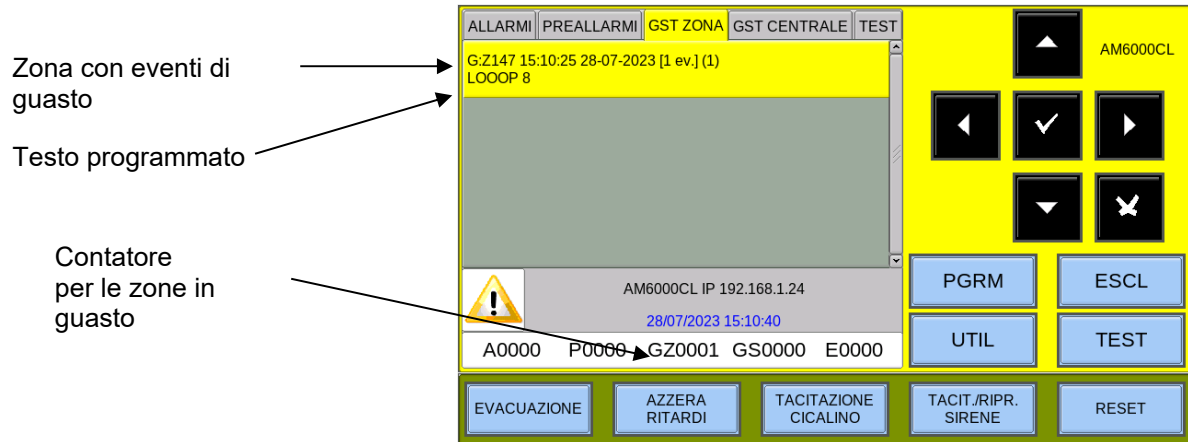 Zona con eventi di
guasto
Testo programmato
Contatore
per le zone in
guasto
ALLARMI PREALLARMI GST ZONA GST CENTRALE TEST
G:Z147 15:10:25 28-07-2023 [1 ev.] (1)
LOOOP 8
AM6000CL IP 192.168.1.24
28/07/2023 15:10:40
A0000 P0000 GZ0001 GS0000 E0000
AM6000CL
PGRM ESCL
UTIL TEST
EVACUAZIONE
AZZERA
RITARDI
TACITAZIONE
CICALINO
TACIT./RIPR.
SIRENE
RESET